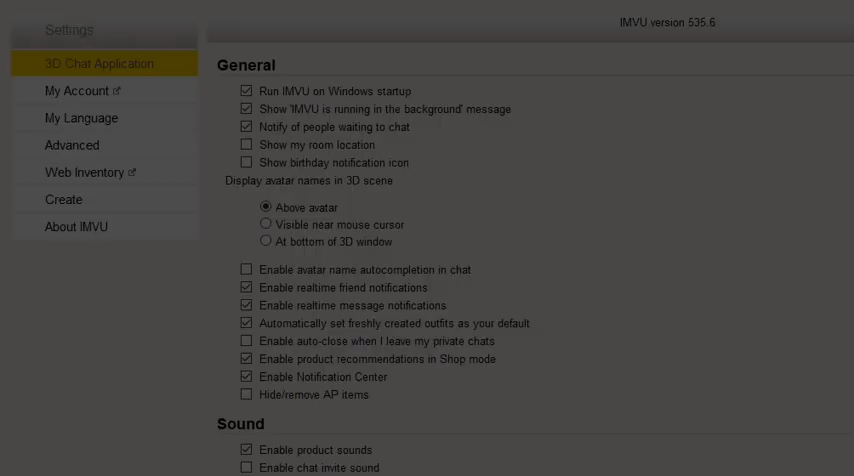 IMVU version 535.6
Settings
3D Chat Application
My Account
My Language
Advanced
Web Inventory
Create
About IMVU
General
Run IMVU on Windows startup
Show 'IMVU is running in the background' message
Notify of people waiting to chat
Show my room location
Show birthday notification icon
Display avatar names in 3D scene
Above avatar
Visible near mouse cursor
At bottom of 3D window
Enable avatar name autocompletion in chat
Enable realtime friend notifications
Enable realtime message notifications
Automatically set freshly created outfits as your default
Enable auto-close when I leave my private chats
Enable product recommendations in Shop mode
Enable Notification Center
Hide/remove AP items
Sound
Enable product sounds
Enable chat invite sound